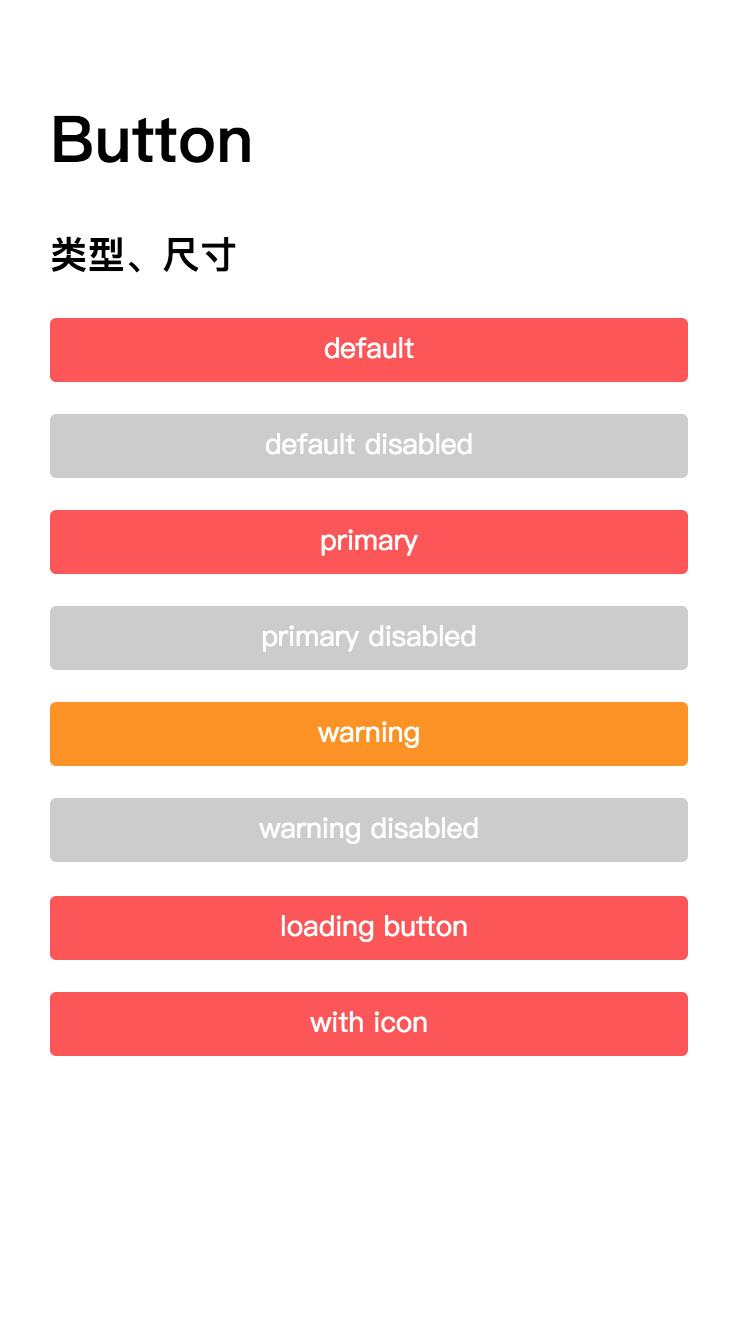 Button
类型、尺寸
default
default disabled
primary
primary disabled
warning
warning disabled
loading button
with icon